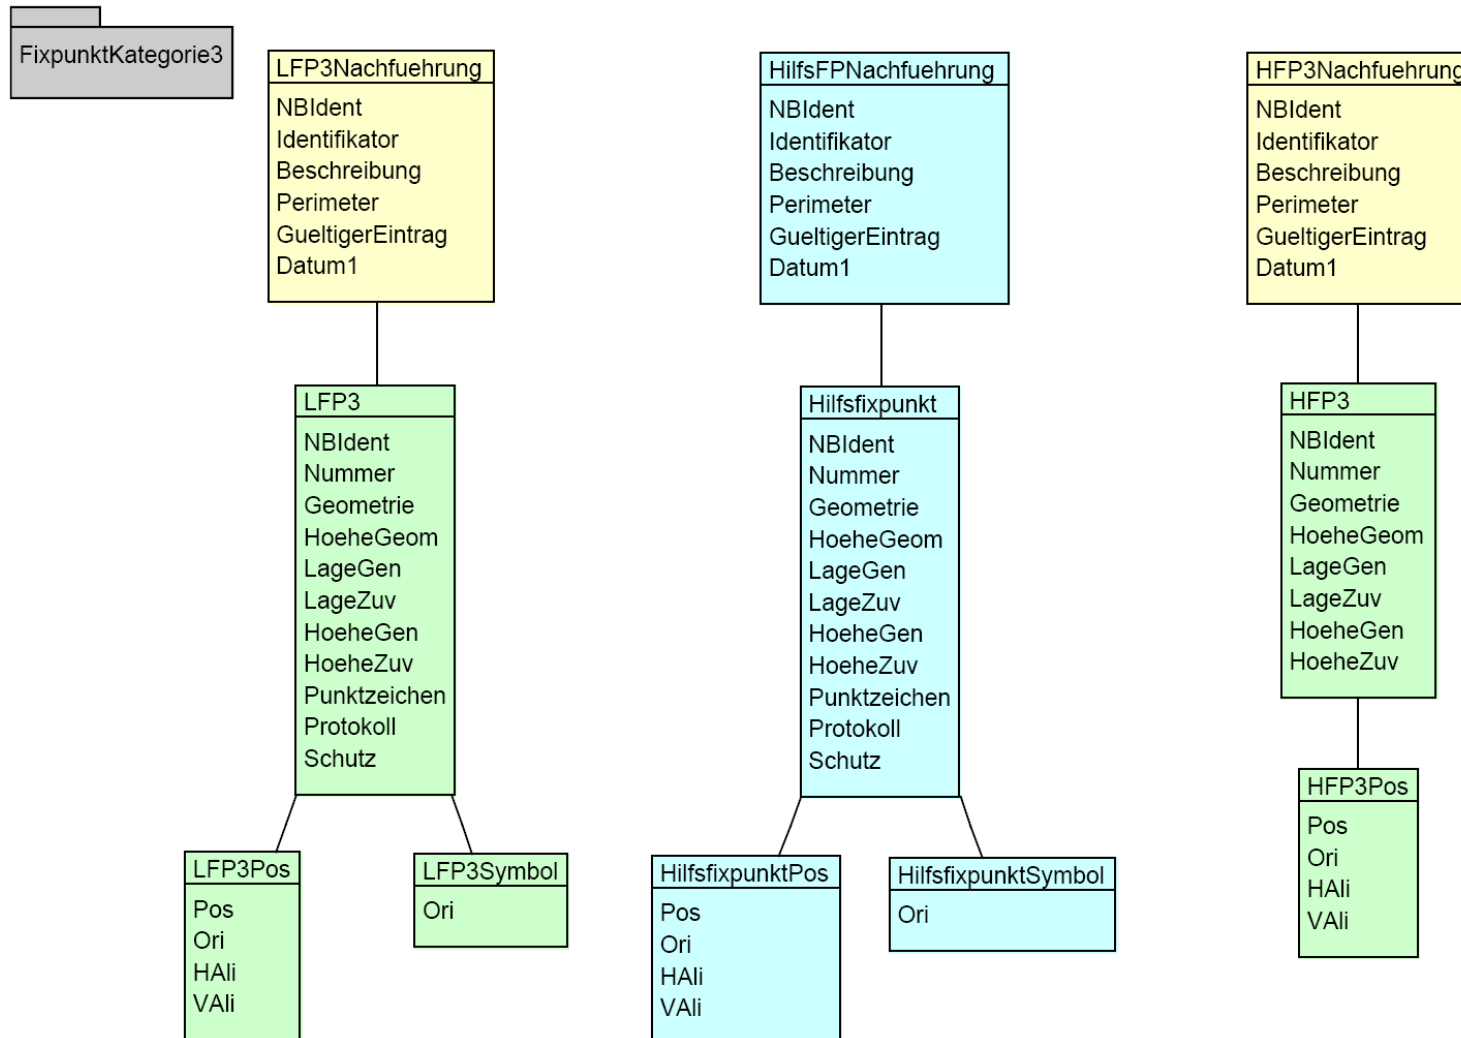 FixpunktKategorie3
LFP3Nachfuehrung
NBIdent
Identifikator
Beschreibung
Perimeter
GueltigerEintrag
Datum1
HilfsFPNachfuehrung
NBIdent
Identifikator
Beschreibung
Perimeter
GueltigerEintrag
Datum1
HFP3Nachfuehrung
NBIdent
Identifikator
Beschreibung
Perimeter
GueltigerEintrag
Datum1
LFP3
NBIdent
Nummer
Geometrie
HoeheGeom
LageGen
LageZuv
HoeheGen
HoeheZuv
Punktzeichen
Protokoll
Schutz
Hilfsfixpunkt
NBIdent
Nummer
Geometrie
HoeheGeom
LageGen
LageZuv
HoeheGen
HoeheZuv
Punktzeichen
Protokoll
Schutz
HFP3
NBIdent
Nummer
Geometrie
HoeheGeom
LageGen
LageZuv
HoeheGen
HoeheZuv
LFP3Pos
Pos
Ori
HAli
VAli
LFP3Symbol
Ori
HilfsfixpunktPos
Pos
Ori
HAli
VAli
HilfsfixpunktSymbol
Ori
HFP3Pos
Pos
Ori
HAli
VAli